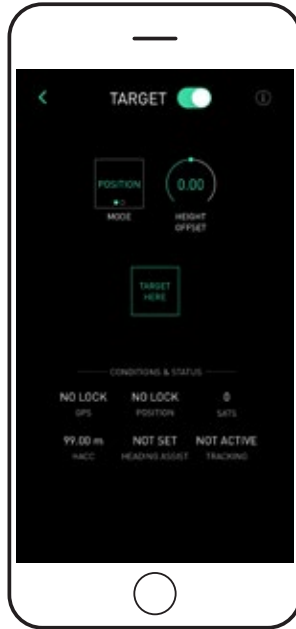 TARGET
POSITION
0.00
MODE
HEIGHT
OFFSET
TARGET
HERE
CONDITIONS & STATUS
NO LOCK NO LOCK 0
GPS POSITION SATS
99.00 m NOT SET NOT ACTIVE
HACC HEADING ASSIST TRACKING